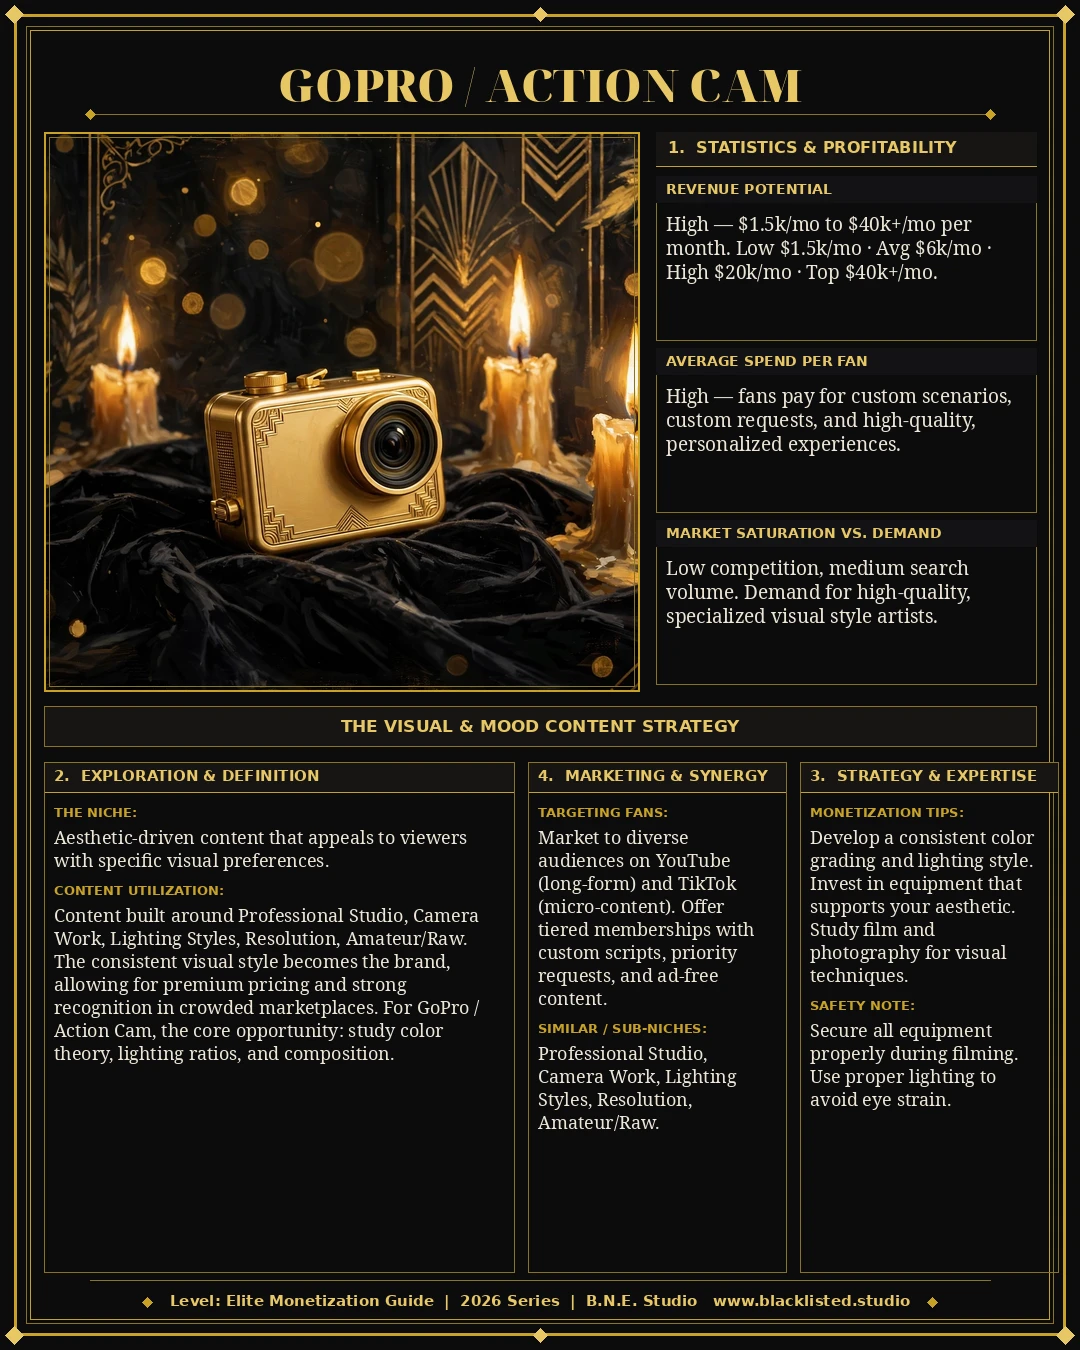 GOPRO / ACTION CAM
1. STATISTICS & PROFITABILITY
REVENUE POTENTIAL
High — $1.5k/mo to $40k+/mo per
month. Low $1.5k/mo · Avg $6k/mo ·
High $20k/mo · Top $40k+/mo.
AVERAGE SPEND PER FAN
High — fans pay for custom scenarios,
custom requests, and high-quality,
personalized experiences.
MARKET SATURATION VS. DEMAND
Low competition, medium search
volume. Demand for high-quality,
specialized visual style artists.
THE VISUAL & MOOD CONTENT STRATEGY
2. EXPLORATION & DEFINITION
THE NICHE:
Aesthetic-driven content that appeals to viewers
with specific visual preferences.
CONTENT UTILIZATION:
Content built around Professional Studio, Camera
Work, Lighting Styles, Resolution, Amateur/Raw.
The consistent visual style becomes the brand,
allowing for premium pricing and strong
recognition in crowded marketplaces. For GoPro /
Action Cam, the core opportunity: study color
theory, lighting ratios, and composition.
4. MARKETING & SYNERGY
TARGETING FANS:
Market to diverse
audiences on YouTube
(long-form) and TikTok
(micro-content). Offer
tiered memberships with
custom scripts, priority
requests, and ad-free
content.
SIMILAR / SUB-NICHES:
Professional Studio,
Camera Work, Lighting
Styles, Resolution,
Amateur/Raw.
3. STRATEGY & EXPERTISE
MONETIZATION TIPS:
Develop a consistent color
grading and lighting style.
Invest in equipment that
supports your aesthetic.
Study film and
photography for visual
techniques.
SAFETY NOTE:
Secure all equipment
properly during filming.
Use proper lighting to
avoid eye strain.
Level: Elite Monetization Guide | 2026 Series | B.N.E. Studio www.blacklisted.studio